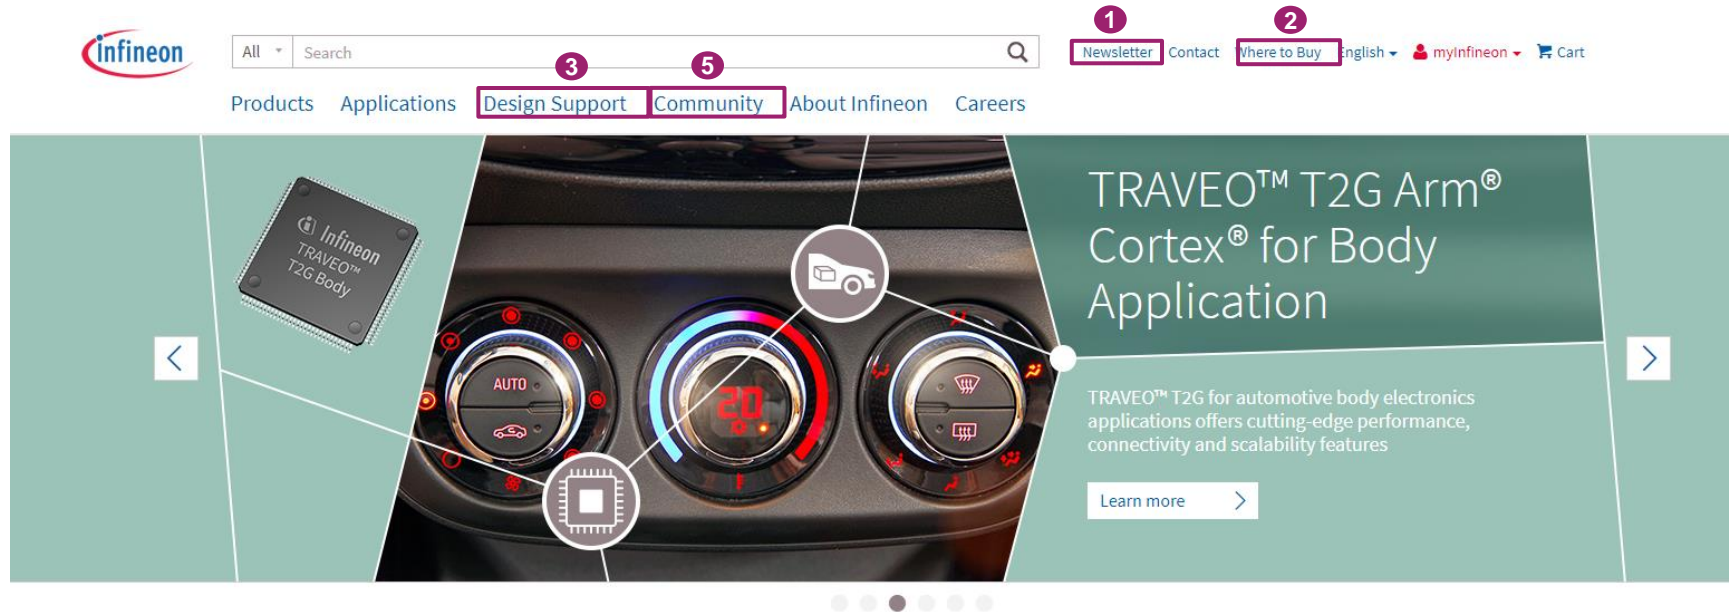 1 2
infineon
All Search
Newsletter Contact Where to Buy English myInfineon Cart
3 5
Products Applications Design Support Community About Infineon Careers
Infineon
TRAVEO™
T2G Body
AUTO
20
TRAVEO™ T2G Arm®
Cortex® for Body
Application
TRAVEO™ T2G for automotive body electronics
applications offers cutting-edge performance,
connectivity and scalability features
Learn more